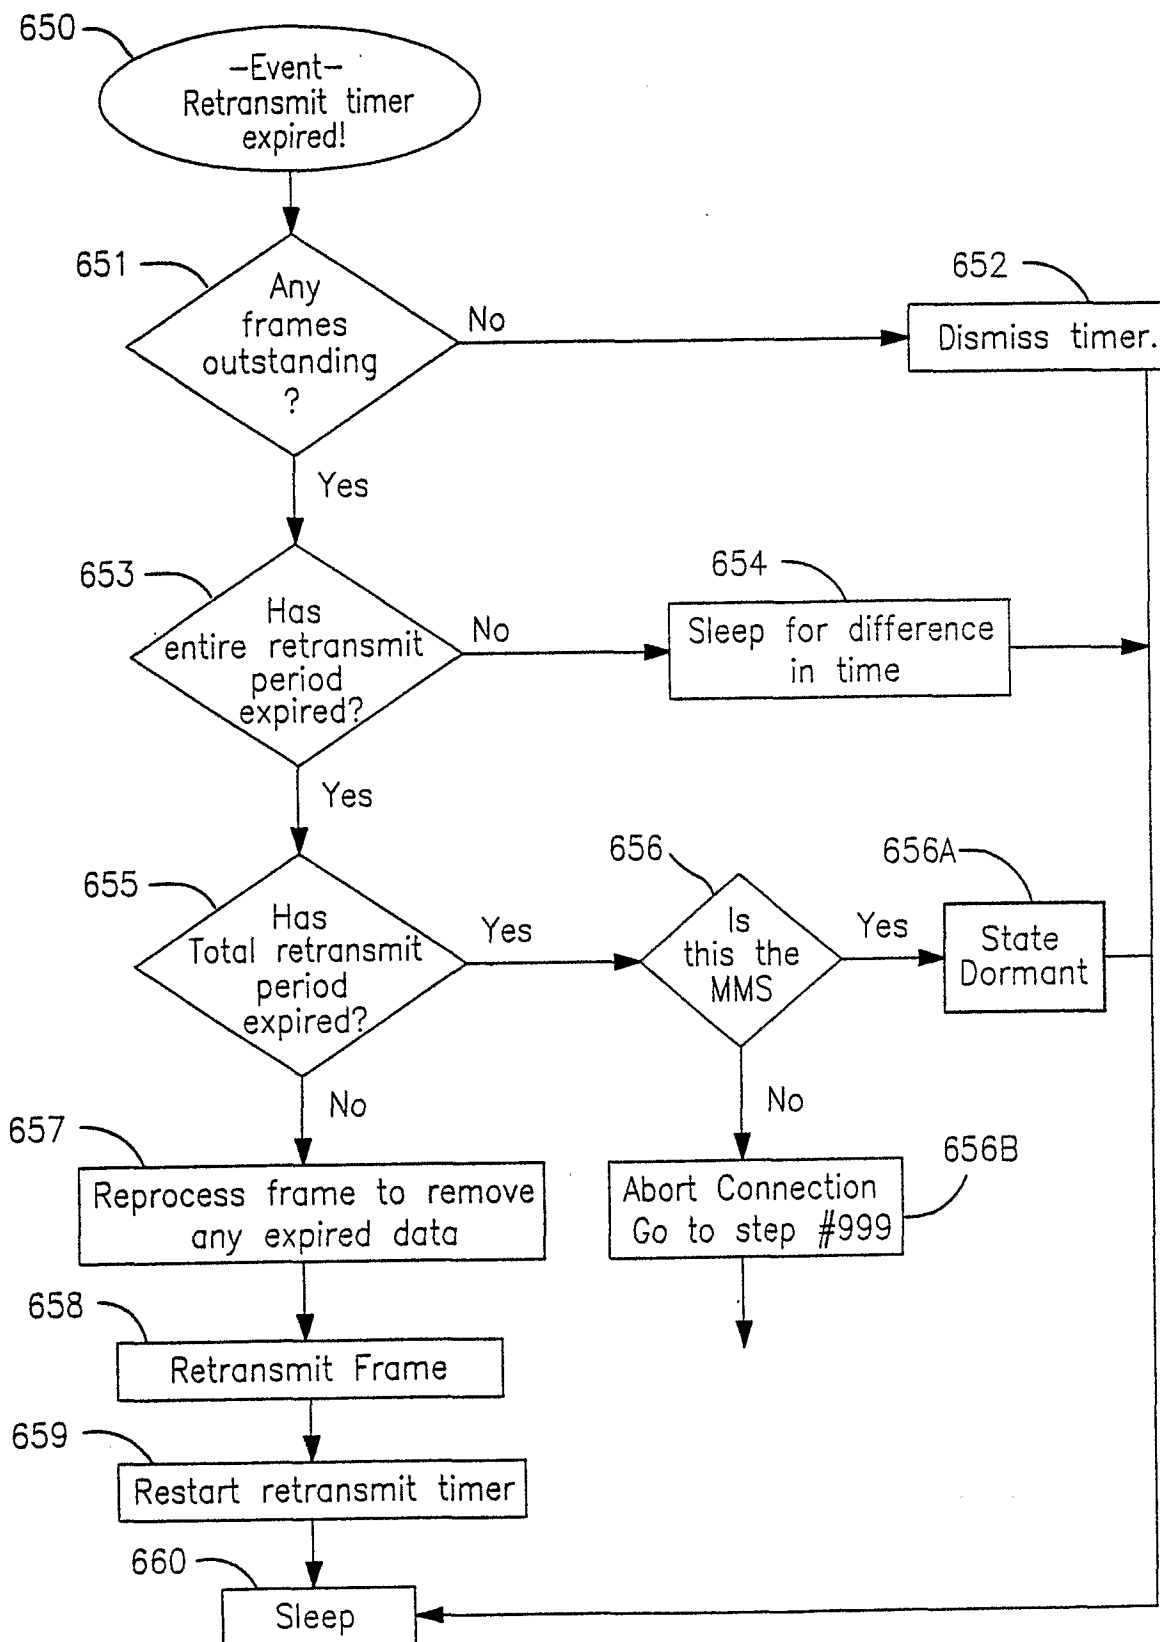 650
-Event-
Retransmit timer
expired!
651
Any
frames
outstanding
?
No
652
Dismiss timer.
Yes
653
Has
entire retransmit
period
expired?
No
654
Sleep for difference
in time
Yes
655
Has
Total retransmit
period
expired?
Yes
656
Is
this the
MMS
Yes
656A
State
Dormant
No
No
657
Reprocess frame to remove
any expired data
656B
Abort Connection
Go to step #999
658
Retransmit Frame
659
Restart retransmit timer
660
Sleep